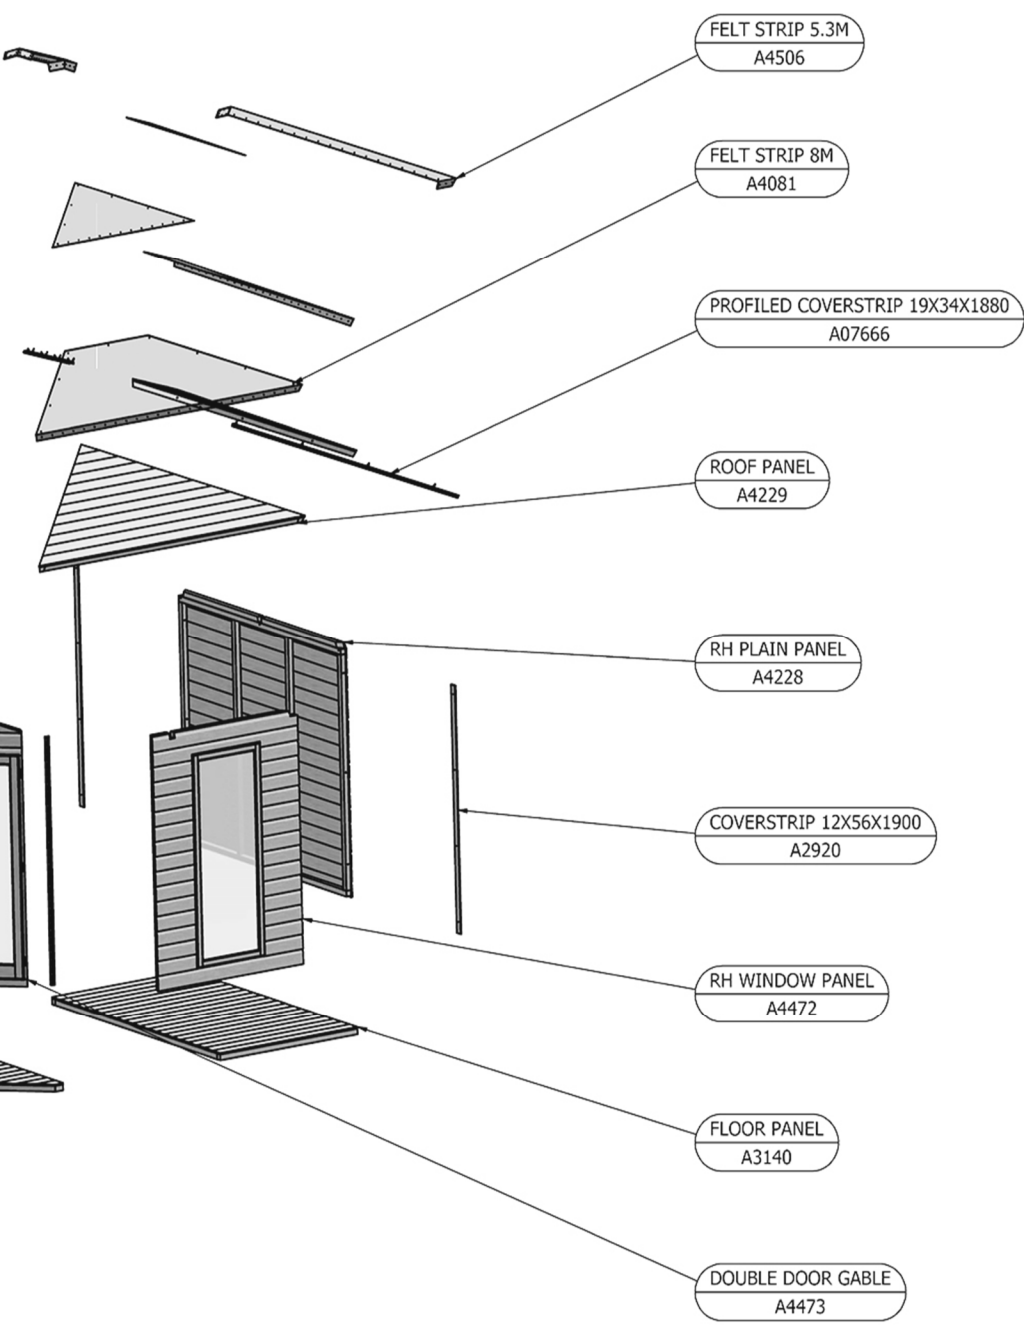 FELT STRIP 5.3M
A4506
FELT STRIP 8M
A4081
PROFILED COVERSTRIP 19X34X1880
A07666
ROOF PANEL
A4229
RH PLAIN PANEL
A4228
COVERSTRIP 12X56X1900
A2920
RH WINDOW PANEL
A4472
FLOOR PANEL
A3140
DOUBLE DOOR GABLE
A4473